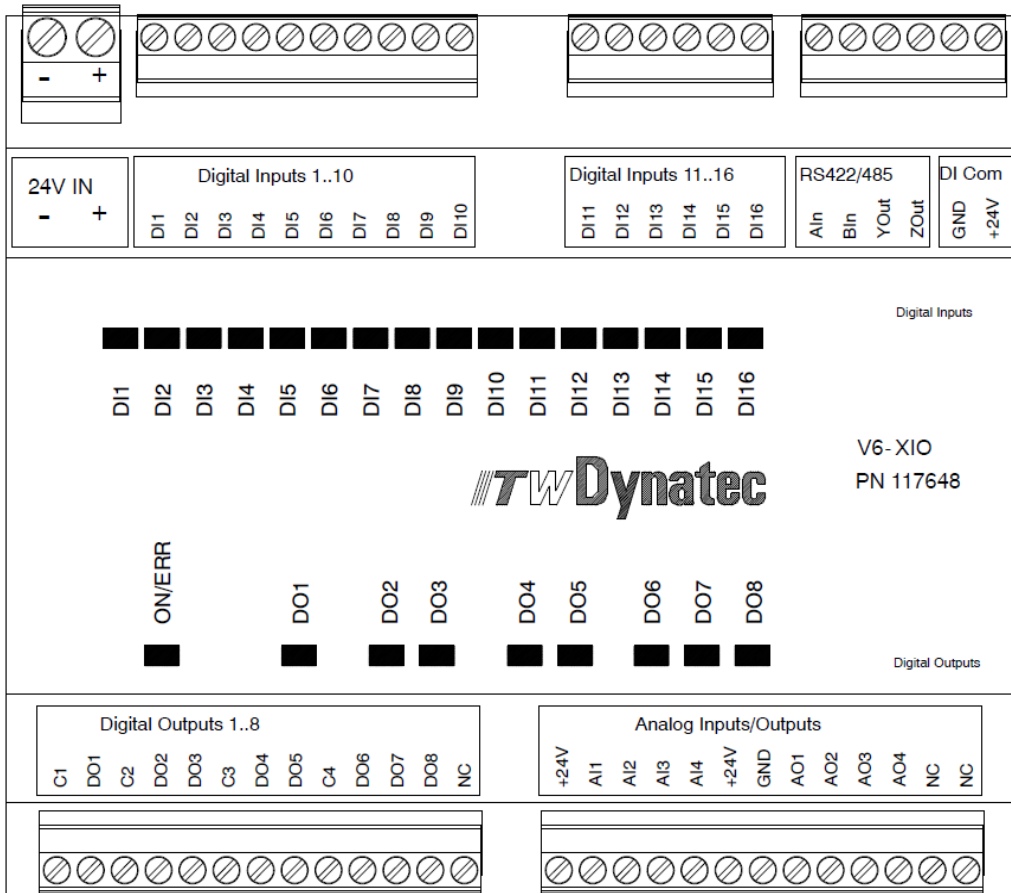 - +
24V IN
- +
Digital Inputs 1..10
DI1 DI2 DI3 DI4 DI5 DI6 DI7 DI8 DI9 DI10
Digital Inputs 11..16
DI11 DI12 DI13 DI14 DI15 DI16
RS422/485
AIn BIn YOut ZOut
DI Com
GND +24V
Digital Inputs
DI1 DI2 DI3 DI4 DI5 DI6 DI7 DI8 DI9 DI10 DI11 DI12 DI13 DI14 DI15 DI16
ITW Dynatec
V6-XIO
PN 117648
ON/ERR DO1 DO2 DO3 DO4 DO5 DO6 DO7 DO8
Digital Outputs
Digital Outputs 1..8
C1 DO1 C2 DO2 DO3 C3 DO4 DO5 C4 DO6 DO7 DO8 NC
Analog Inputs/Outputs
+24V AI1 AI2 AI3 AI4 +24V GND AO1 AO2 AO3 AO4 NC NC